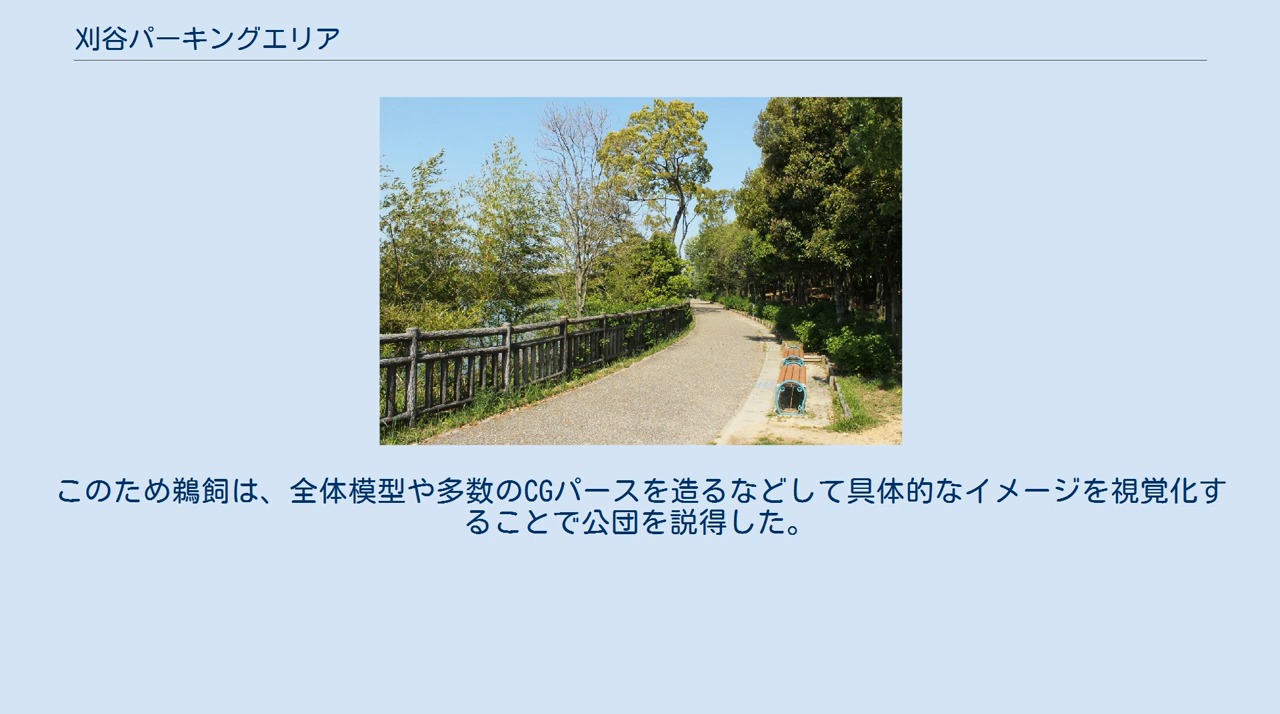 刈谷パーキングエリア
このため鵜飼は、全体模型や多数のCGパースを造るなどして具体的なイメージを視覚化す
ることで公団を説得した。